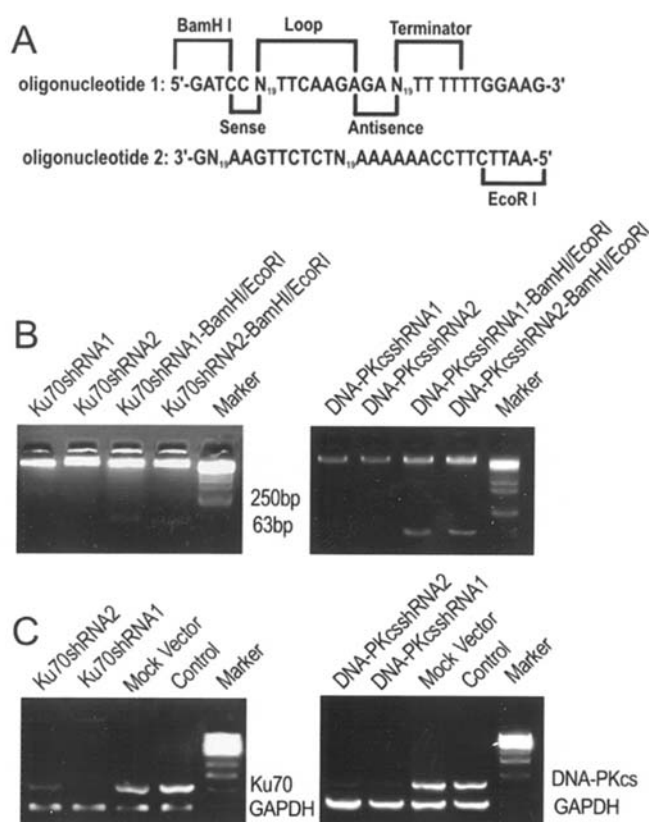 A
BamH I Loop Terminator
oligonucleotide 1: 5'-GATCCC N19TTCAAGAGA N19TT TTTTGGAAG-3'
Sense Antisence
oligonucleotide 2: 3'-GN19AAGTTCTCTN19AAAAAACCTTCTTAA-5'
EcoR I
B
Ku70shRNA1
Ku70shRNA2
Ku70shRNA1-BamHI/EcoRI
Ku70shRNA2-BamHI/EcoRI
Marker
250bp
63bp
DNA-PKcsshRNA1
DNA-PKcsshRNA2
DNA-PKcsshRNA1-BamHI/EcoRI
DNA-PKcsshRNA2-BamHI/EcoRI
Marker
C
Ku70shRNA2
Ku70shRNA1
Mock Vector
Control
Marker
Ku70
GAPDH
DNA-PKcsshRNA2
DNA-PKcsshRNA1
Mock Vector
Control
Marker
DNA-PKcs
GAPDH